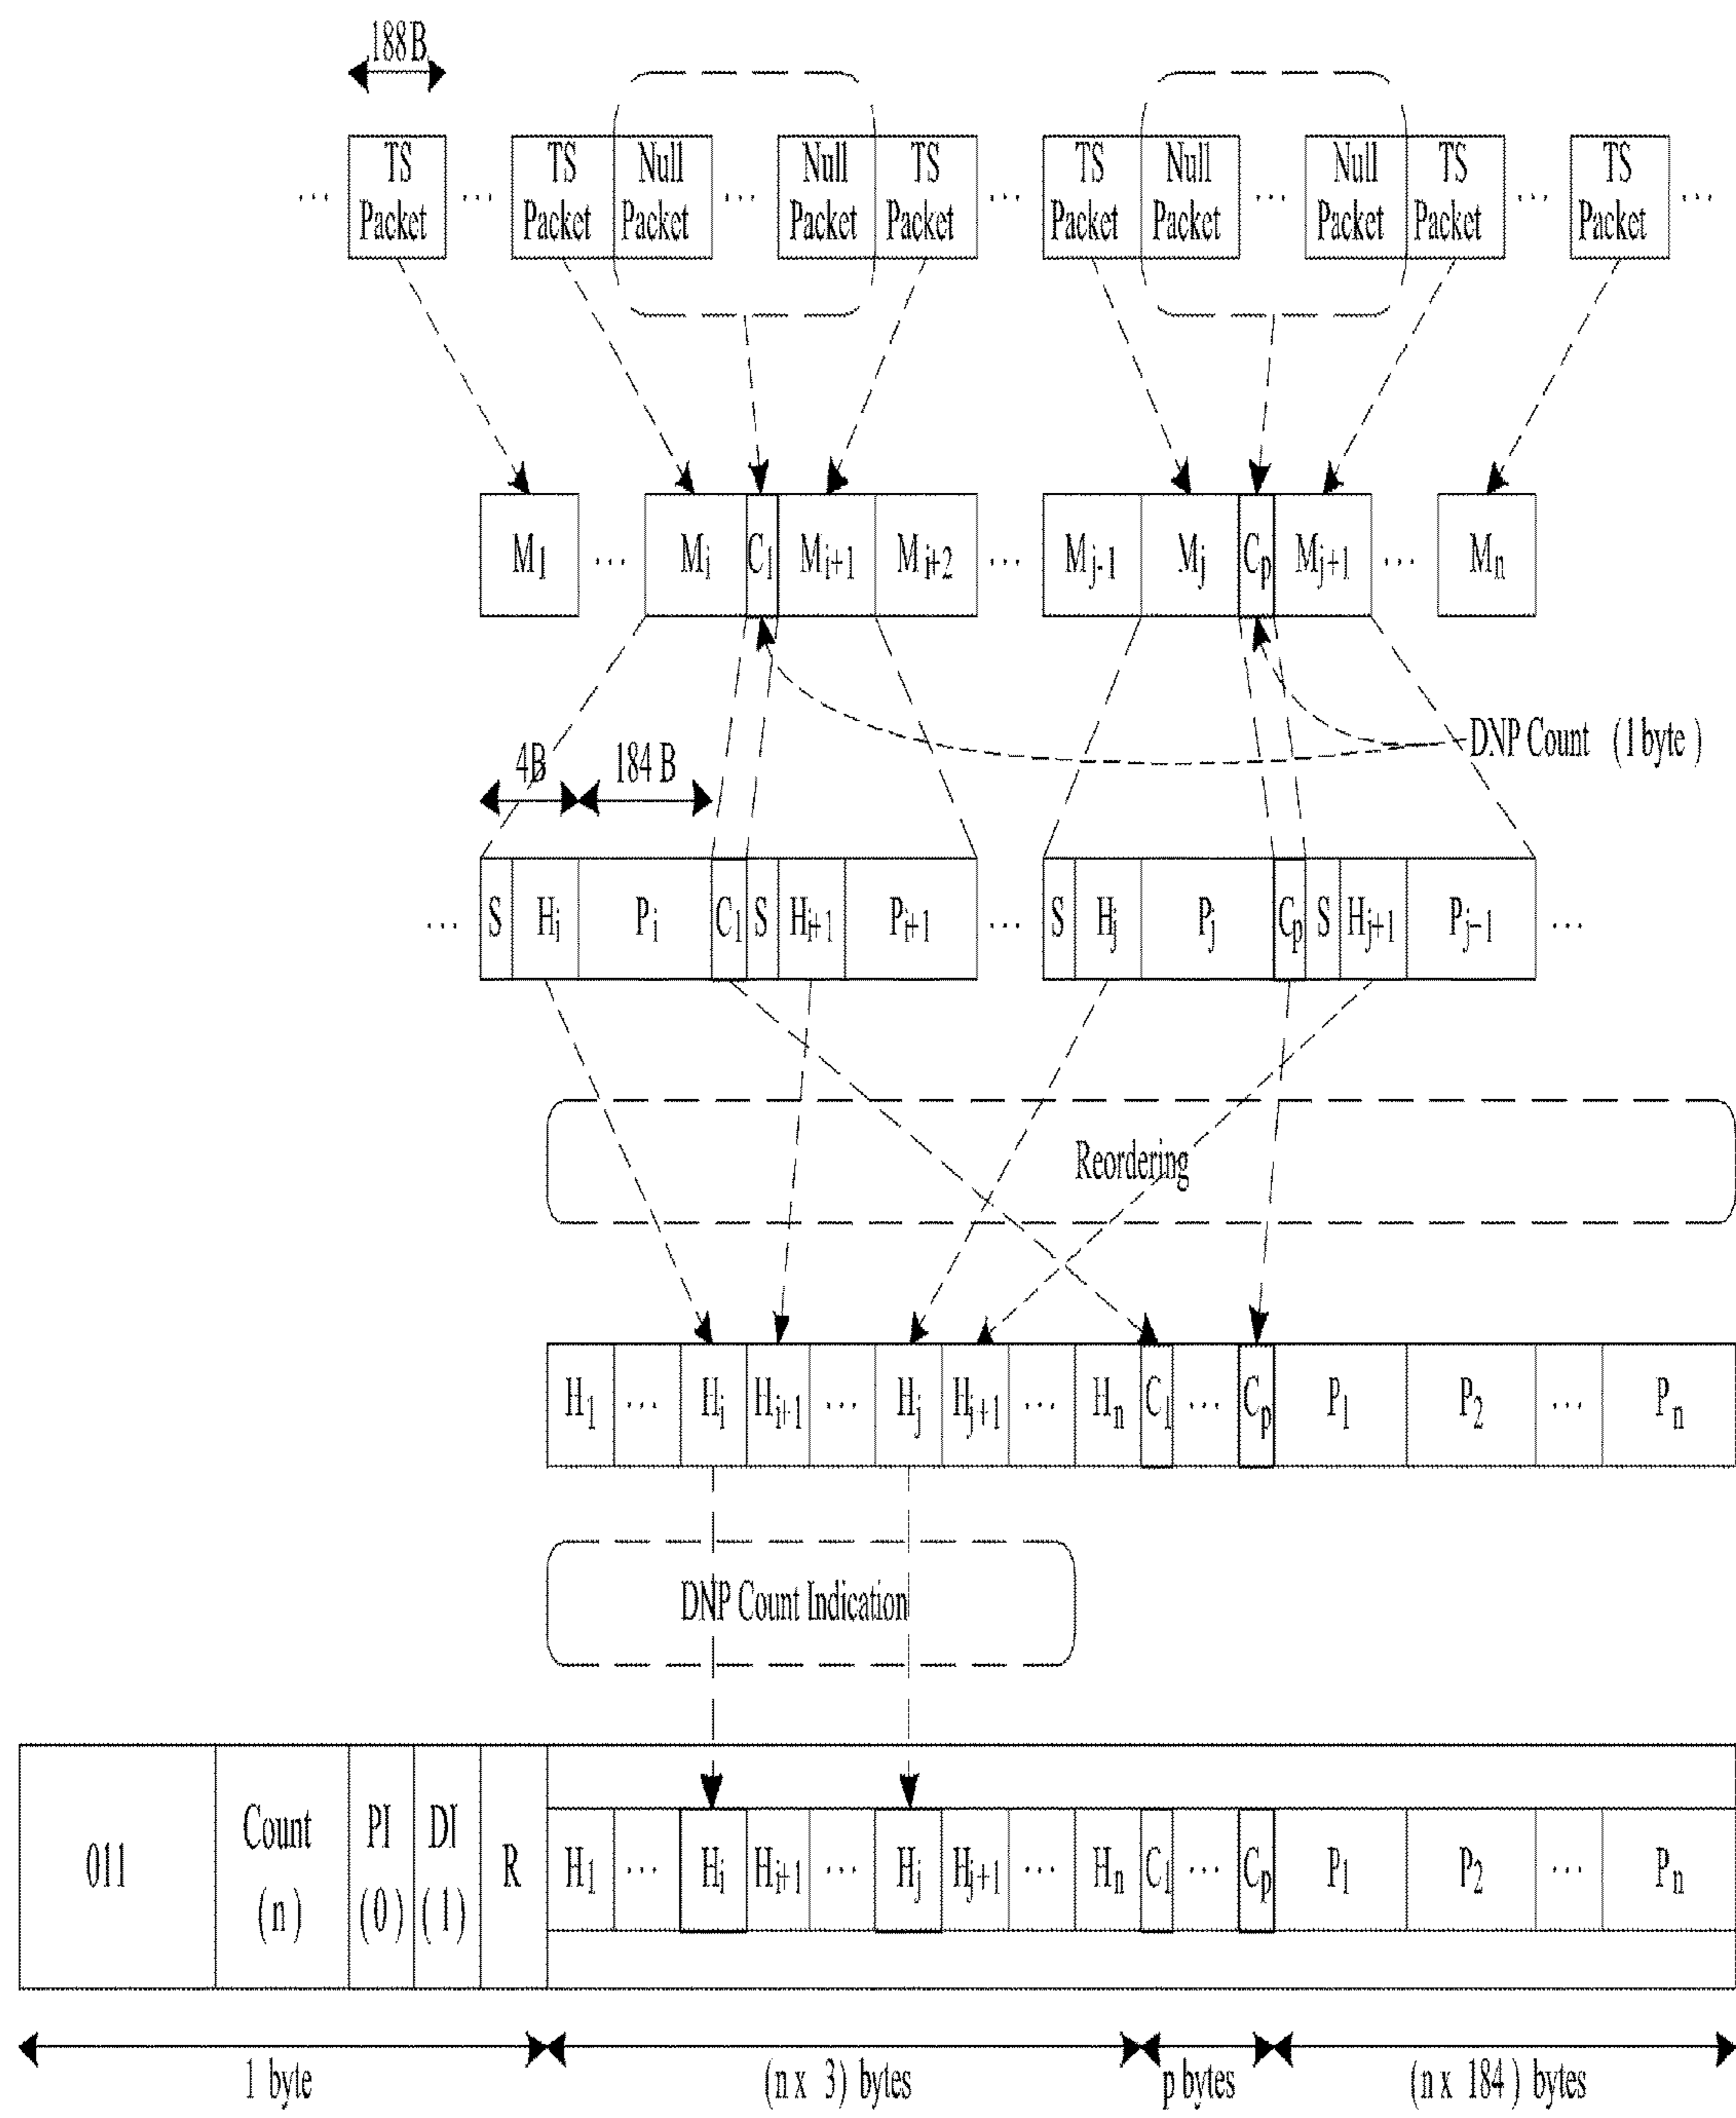 188B
... TS Packet ... TS Packet Null Packet ... Null Packet TS Packet ... TS Packet Null Packet ... Null Packet TS Packet ... TS Packet ...
M1 ... Mi C1 Mi+1 Mi+2 ... Mj-1 Mj Cp Mj+1 ... Mn
DNP Count (1 byte)
4B 184 B
... S Hi Pi C1 S Hi+1 Pi+1 ... S Hj Pj Cp S Hj+1 Pj-1 ...
Reordering
H1 ... Hi Hi+1 ... Hj Hj+1 ... Hn C1 ... Cp P1 P2 ... Pn
DNP Count Indication
011 Count (n) PI (0) DI (1) R H1 ... Hi Hi+1 ... Hj Hj+1 ... Hn C1 ... Cp P1 P2 ... Pn
1 byte (n x 3) bytes p bytes (n x 184) bytes